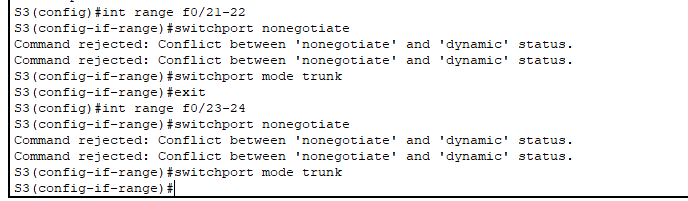 S3(config)#int range f0/21-22
S3(config-if-range)#switchport nonegotiate
Command rejected: Conflict between 'nonegotiate' and 'dynamic' status.
Command rejected: Conflict between 'nonegotiate' and 'dynamic' status.
S3(config-if-range)#switchport mode trunk
S3(config-if-range)#exit
S3(config)#int range f0/23-24
S3(config-if-range)#switchport nonegotiate
Command rejected: Conflict between 'nonegotiate' and 'dynamic' status.
Command rejected: Conflict between 'nonegotiate' and 'dynamic' status.
S3(config-if-range)#switchport mode trunk
S3(config-if-range)#